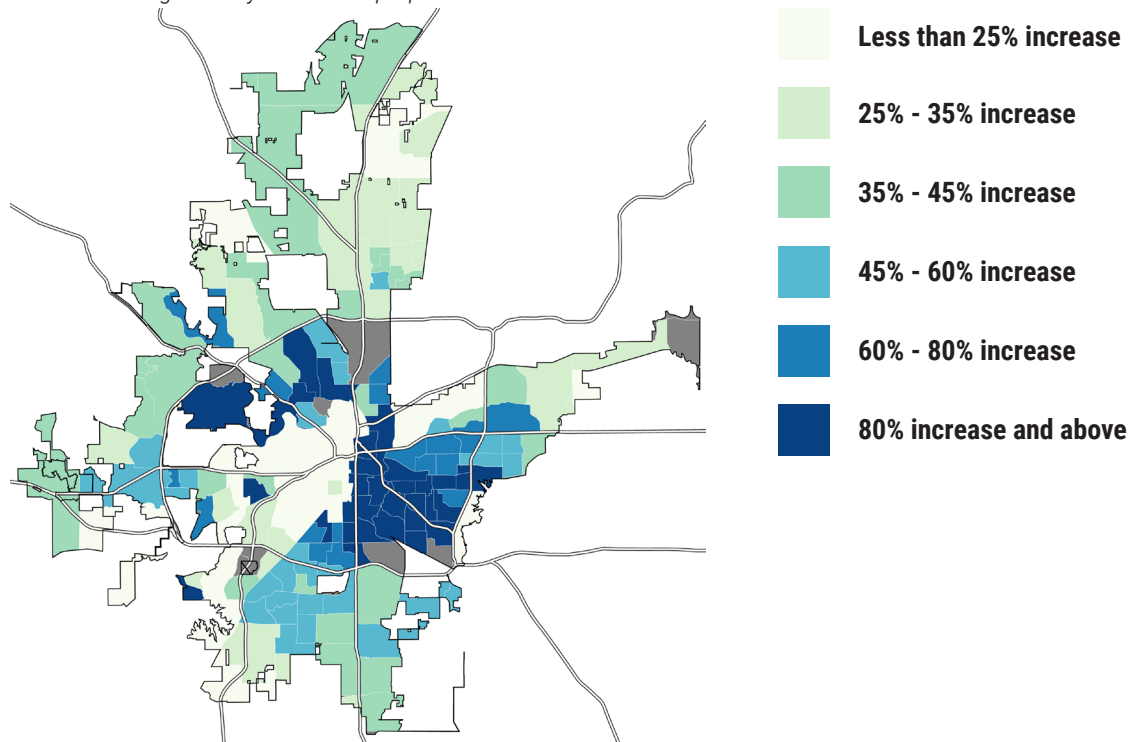 Less than 25% increase
25% - 35% increase
35% - 45% increase
45% - 60% increase
60% - 80% increase
80% increase and above